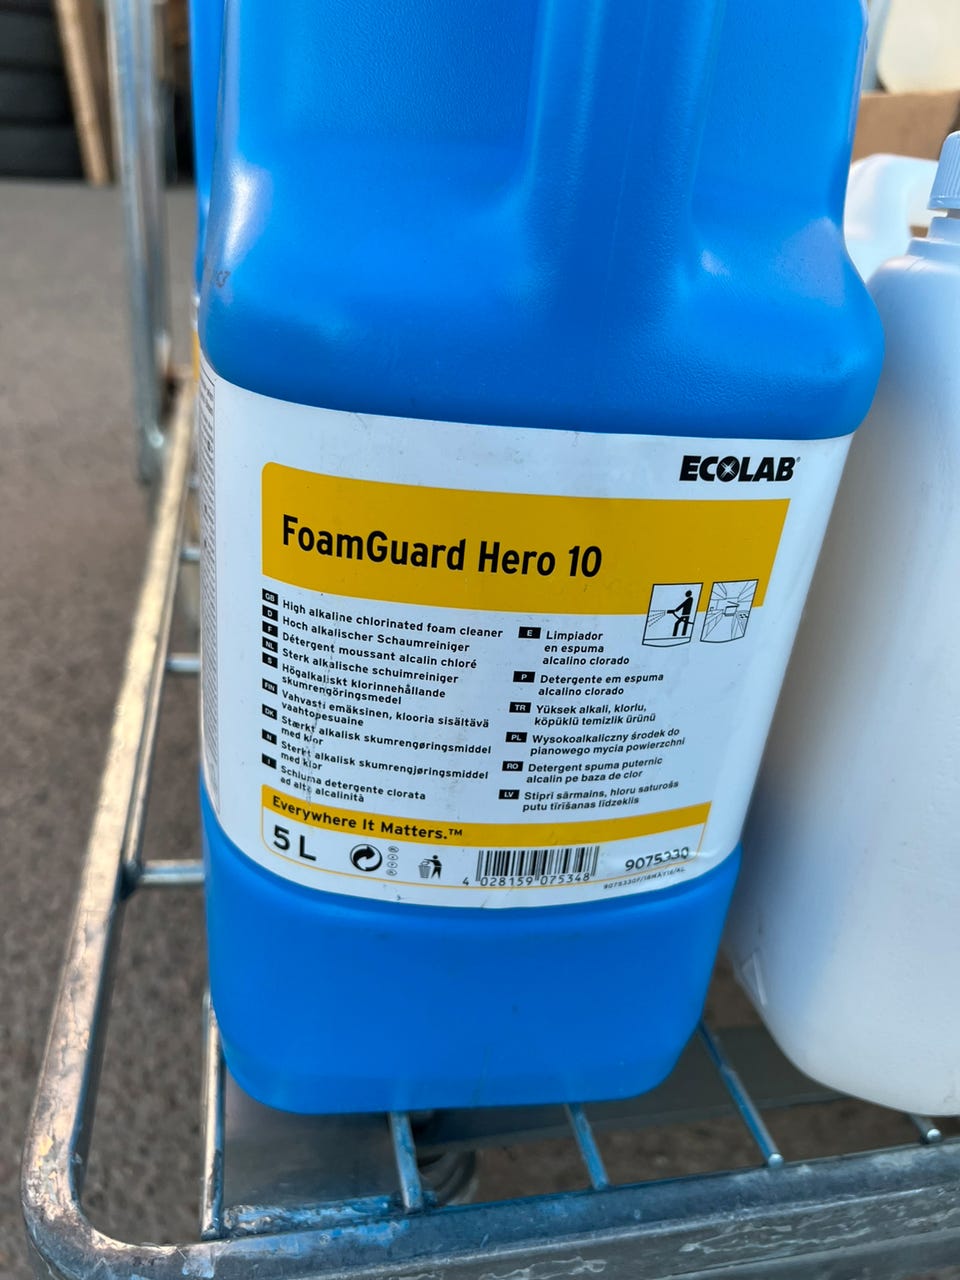 ECOLAB®
FoamGuard Hero 10
GB High alkaline chlorinated foam cleaner
D Hoch alkalischer Schaumreiniger
F Détergent moussant alcalin chloré
NL Sterk alkalische schuimreiniger
S Högalkaliskt klorinnehållande
skumrengöringsmedel
FIN Vahvasti emäksinen, klooria sisältävä
vaahtopesuaine
DK Stærkt alkalisk skumrengøringsmiddel
med klor
N Sterkt alkalisk skumrengjøringsmiddel
med klor
I Schiuma detergente clorata
ad alta alcalinità
E Limpiador
en espuma
alcalino clorado
P Detergente em espuma
alcalino clorado
TR Yüksek alkali, klorlu,
köpüklü temizlik ürünü
PL Wysokoalkaliczny środek do
pianowego mycia powierzchni
RO Detergent spuma puternic
alcalin pe baza de clor
LV Stipri sārmains, hloru saturošs
putu tīrīšanas līdzeklis
Everywhere It Matters.™
5 L
4 028159 075348
9075330